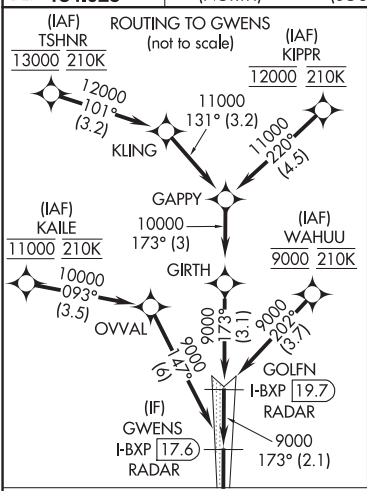 (IAF)
TSHNR
13000 210K
ROUTING TO GWENS
(not to scale)
(IAF)
KIPPR
12000 210K
12000
101°
(3.2)
KLING
11000
131° (3.2)
11000
220°
(4.5)
GAPPY
(IAF)
KAILE
11000 210K
10000
173° (3)
(IAF)
WAHUU
9000 210K
10000
093°
(3.5)
OVVAL
GIRTH
9000
173°
(3.1)
9000
202°
(3.7)
9000
147°
(6)
GOLFN
I-BXP 19.7
RADAR
(IF)
GWENS
I-BXP 17.6
RADAR
9000
173° (2.1)